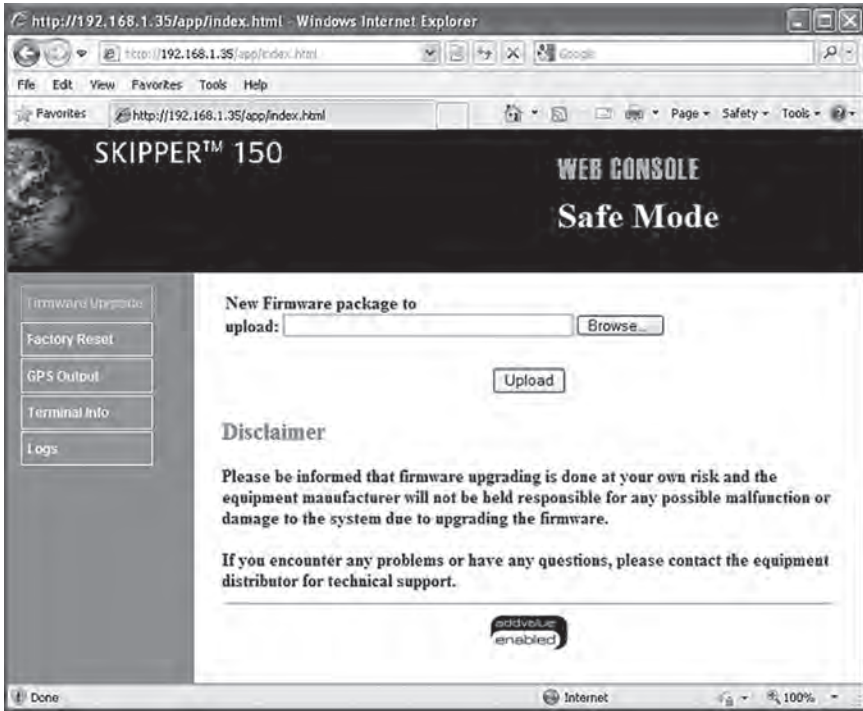 http://192.168.1.35/app/index.html - Windows Internet Explorer
http://192.168.1.35/app/index.html
Google
File Edit View Favorites Tools Help
Favorites http://192.168.1.35/app/index.html Page Safety Tools
SKIPPER™ 150
WEB CONSOLE
Safe Mode
Firmware Upgrade
Factory Reset
GPS Output
Terminal Info
Logs
New Firmware package to
upload: Browse...
Upload
Disclaimer
Please be informed that firmware upgrading is done at your own risk and the
equipment manufacturer will not be held responsible for any possible malfunction or
damage to the system due to upgrading the firmware.
If you encounter any problems or have any questions, please contact the equipment
distributor for technical support.
addvalue
enabled
Done Internet 100%